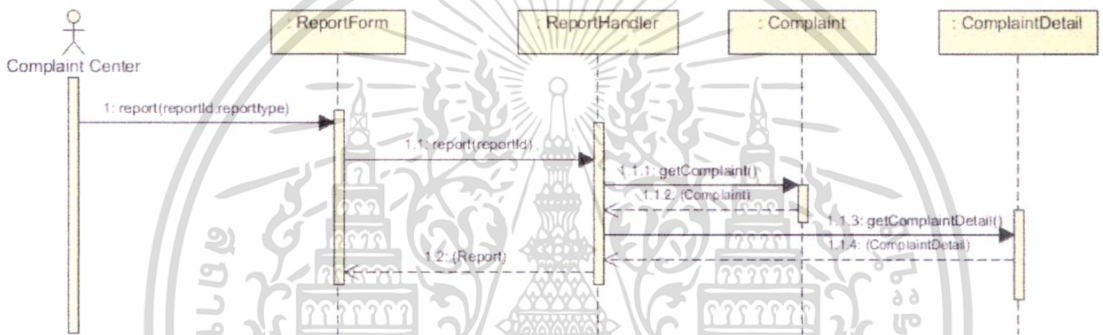 : ReportForm
: ReportHandler
: Complaint
: ComplaintDetail
Complaint Center
1: report(reportId:reporttype)
1.1: report(reportId)
1.1.1: getComplaint()
1.1.2: (Complaint)
1.1.3: getComplaintDetail()
1.1.4: (ComplaintDetail)
1.2: (Report)